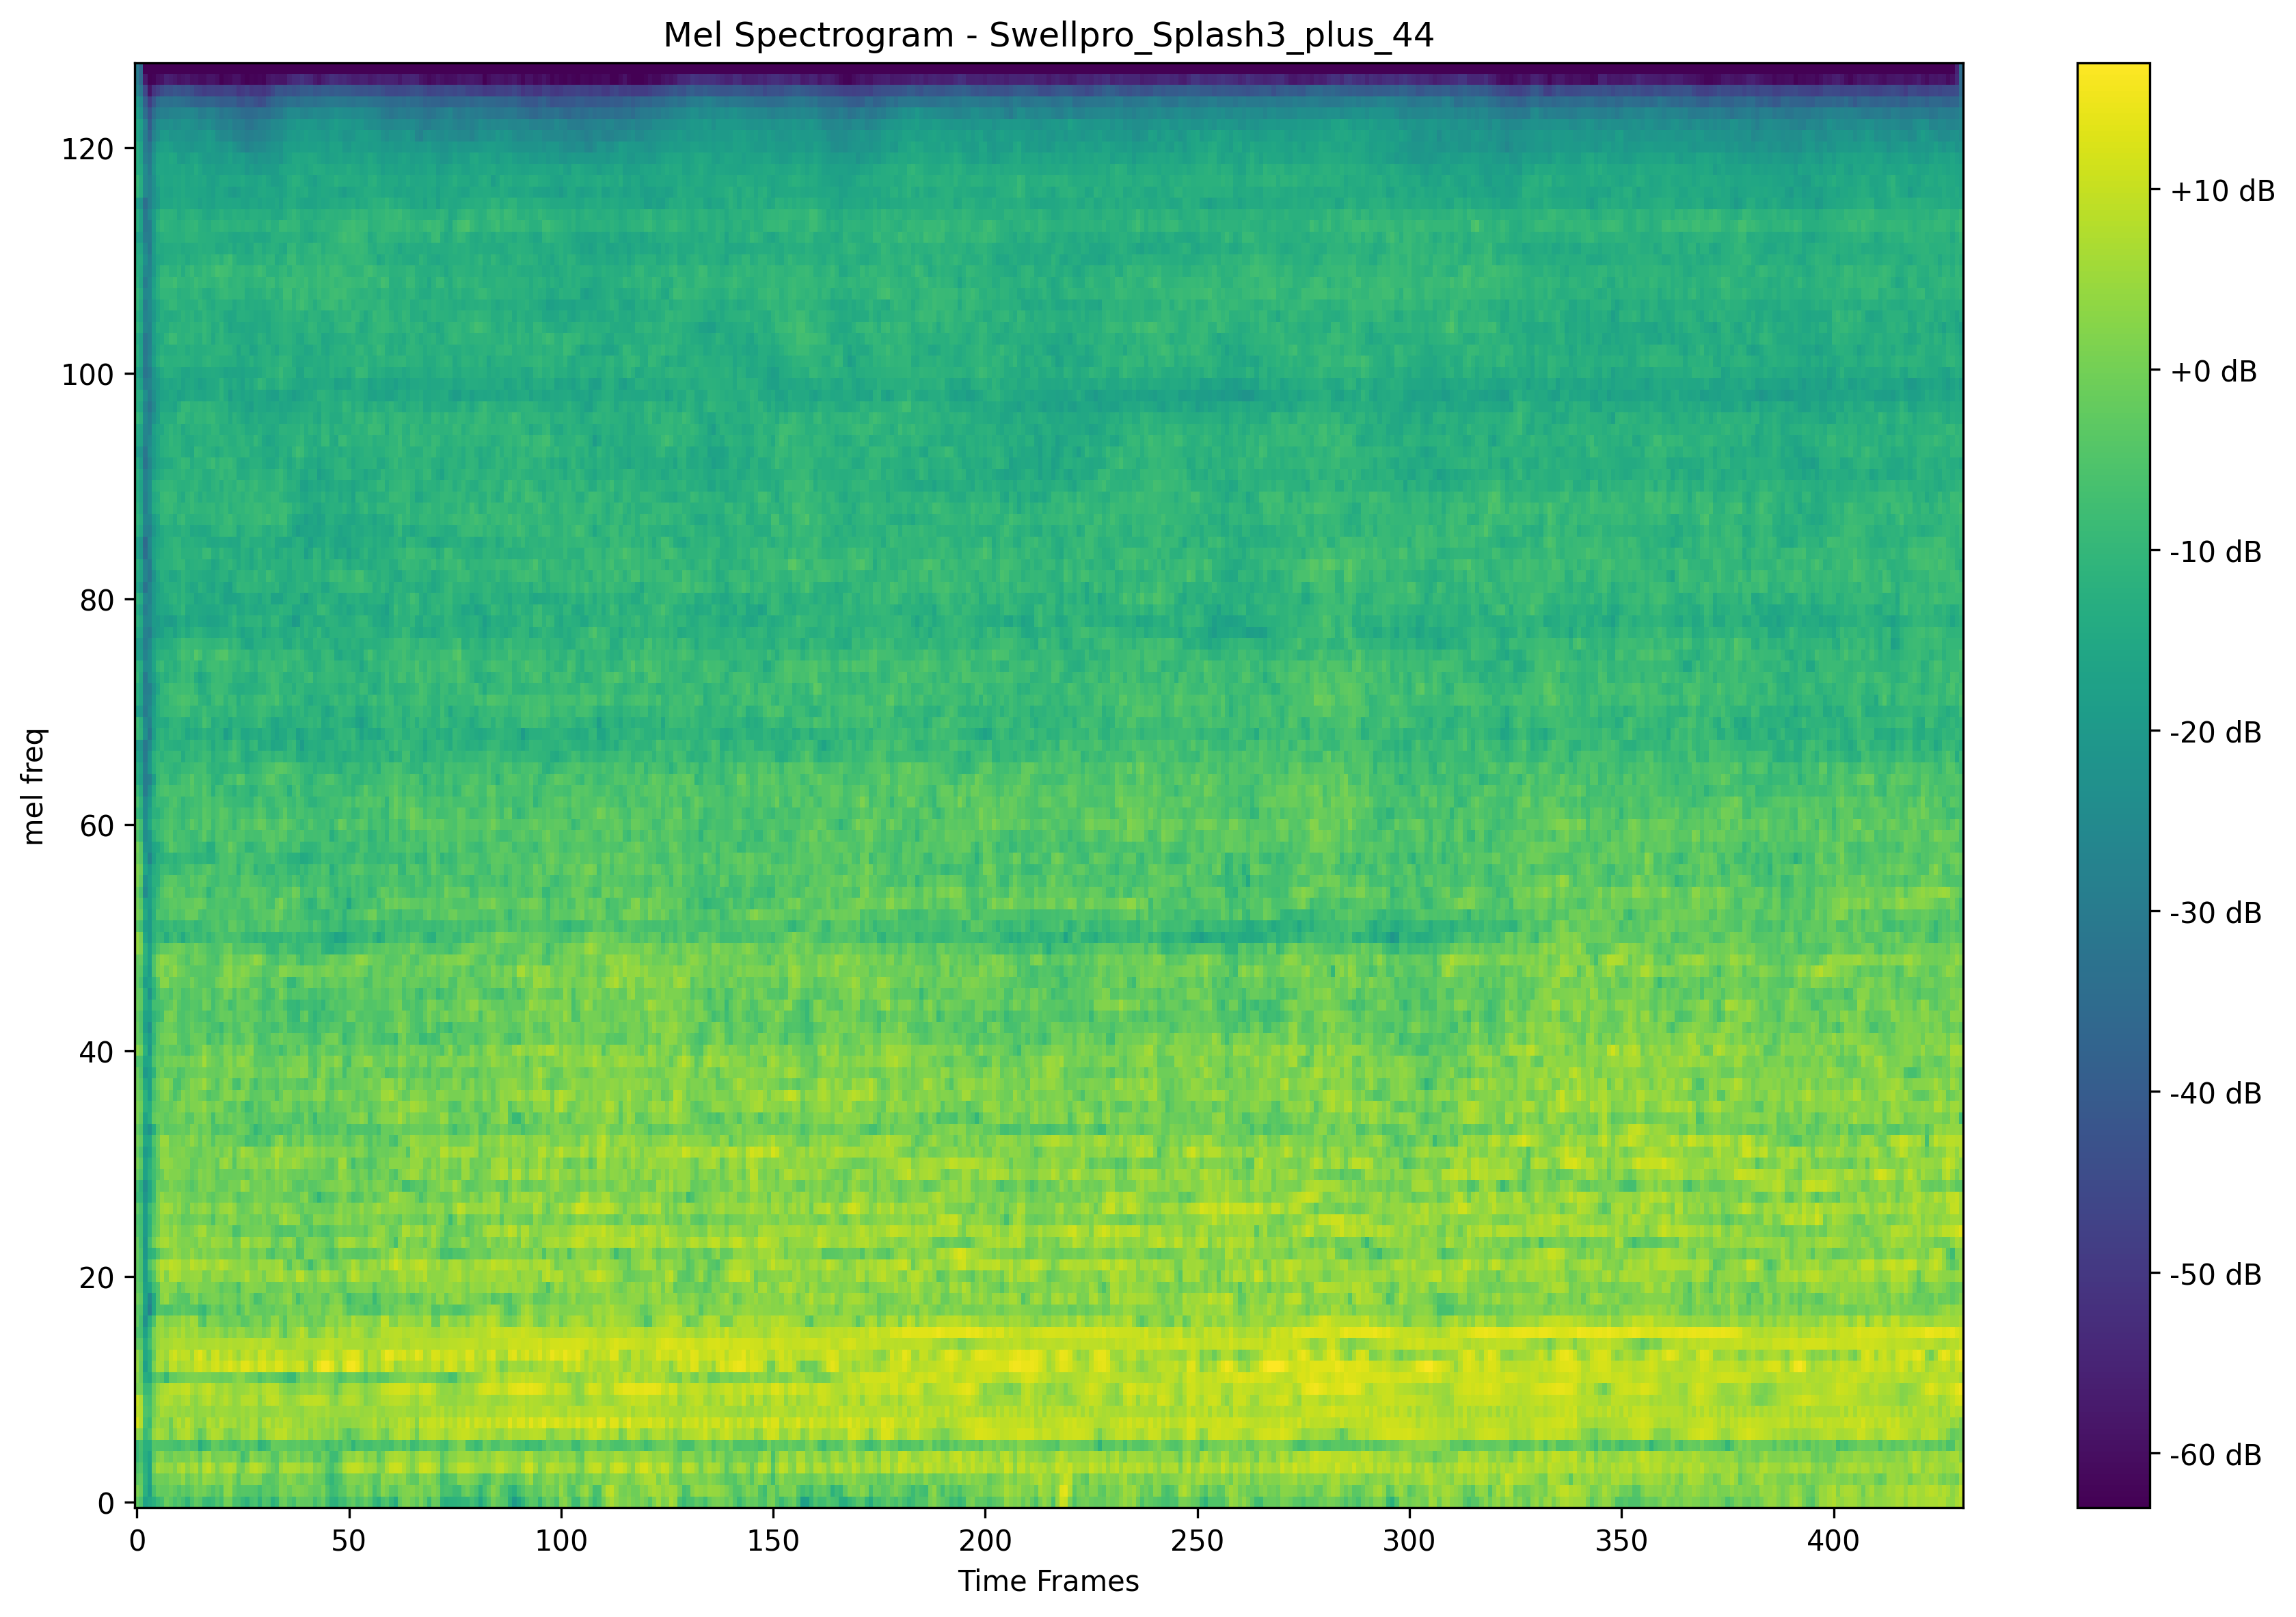 Mel Spectrogram - Swellpro_Splash3_plus_44
mel freq
120
100
80
60
40
20
0
0 50 100 150 200 250 300 350 400
Time Frames
+10 dB
+0 dB
-10 dB
-20 dB
-30 dB
-40 dB
-50 dB
-60 dB